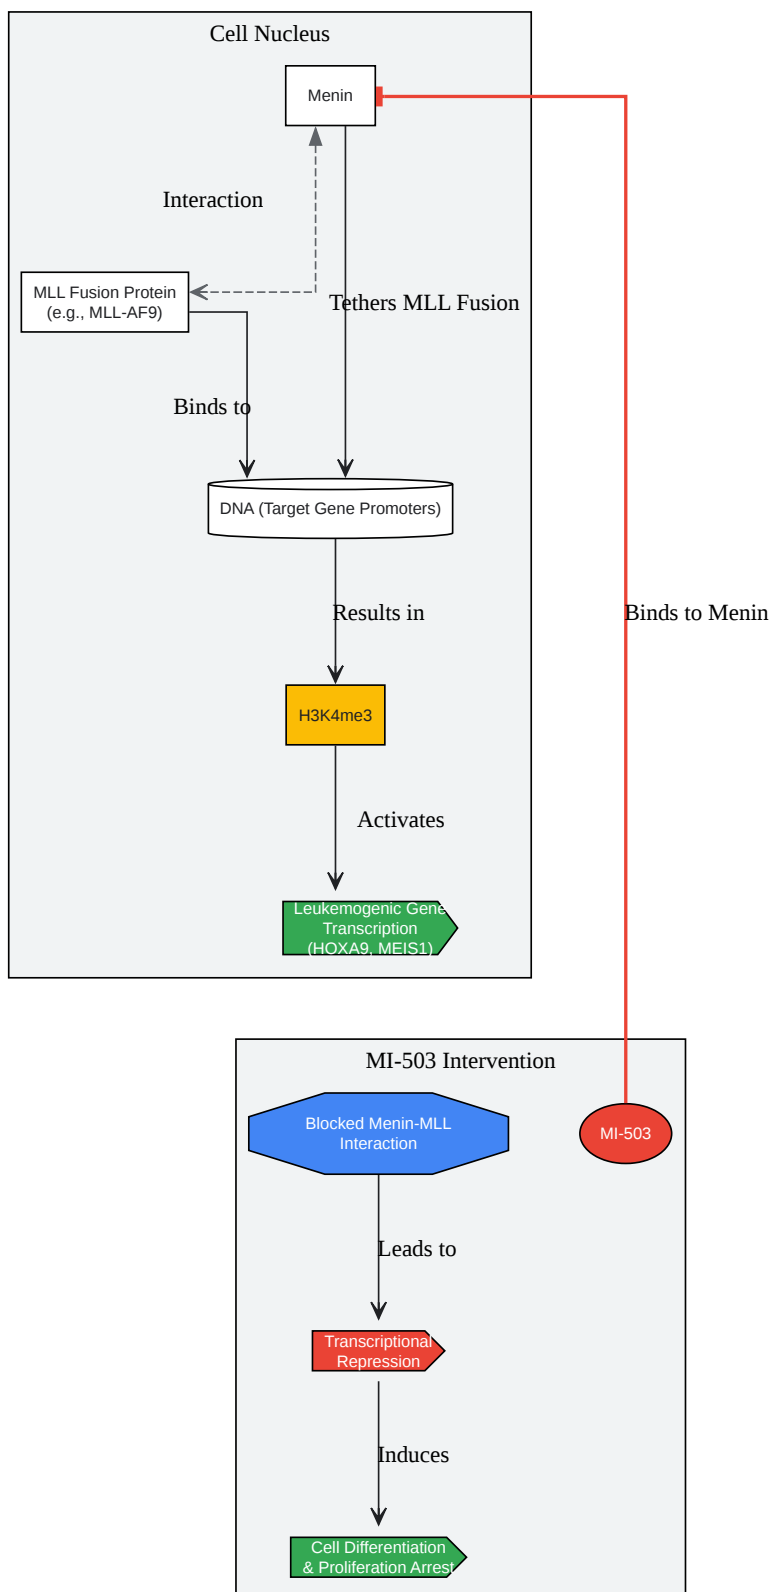 Cell Nucleus
Menin
Interaction
MLL Fusion Protein
(e.g., MLL-AF9)
Tethers MLL Fusion
Binds to
DNA (Target Gene Promoters)
Results in
Binds to Menin
H3K4me3
Activates
Leukemogenic Gene
Transcription
(HOXA9, MEIS1)
MI-503 Intervention
Blocked Menin-MLL
Interaction
MI-503
Leads to
Transcriptional
Repression
Induces
Cell Differentiation
& Proliferation Arrest